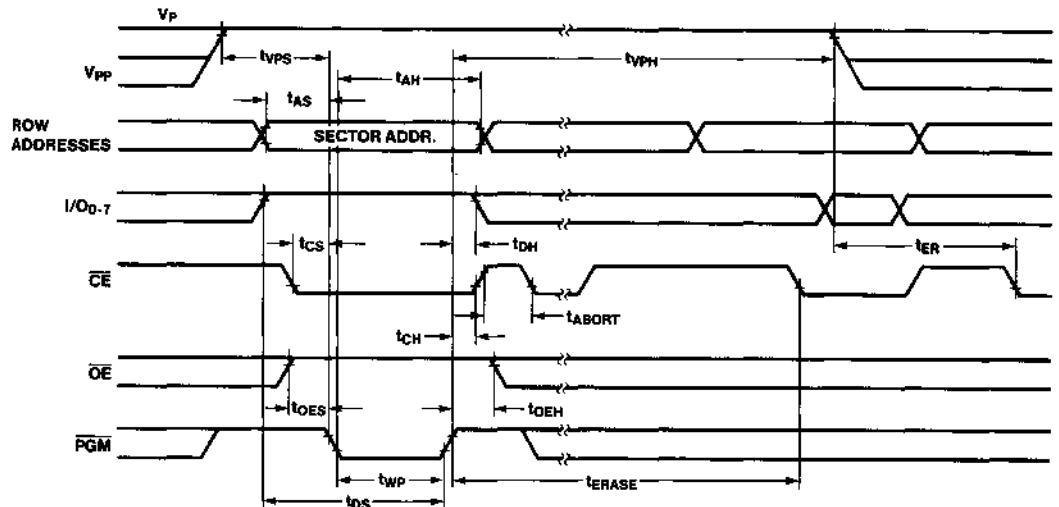 VP
tVPS
tVPH
VPP
tAH
tAS
ROW
ADDRESSES
SECTOR ADDR.
I/O0-7
tCS
tDH
tER
CE
tABORT
tCH
OE
tOES
tOEH
PGM
tWP
tERASE
tDS